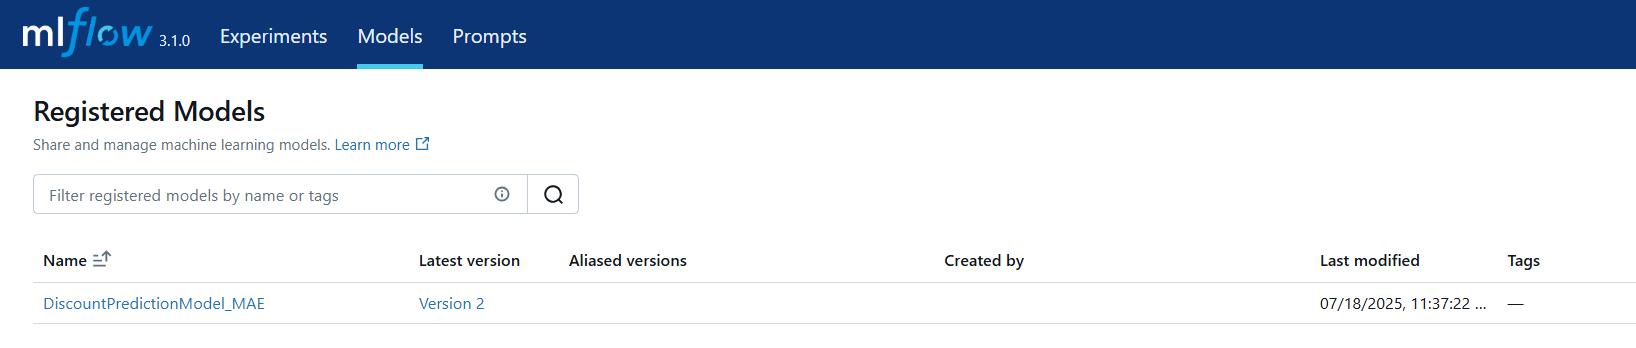 mlflow 3.1.0 Experiments Models Prompts
Registered Models
Share and manage machine learning models. Learn more
Filter registered models by name or tags
Name Latest version Aliased versions Created by Last modified Tags
DiscountPredictionModel_MAE Version 2 07/18/2025, 11:37:22 ... —